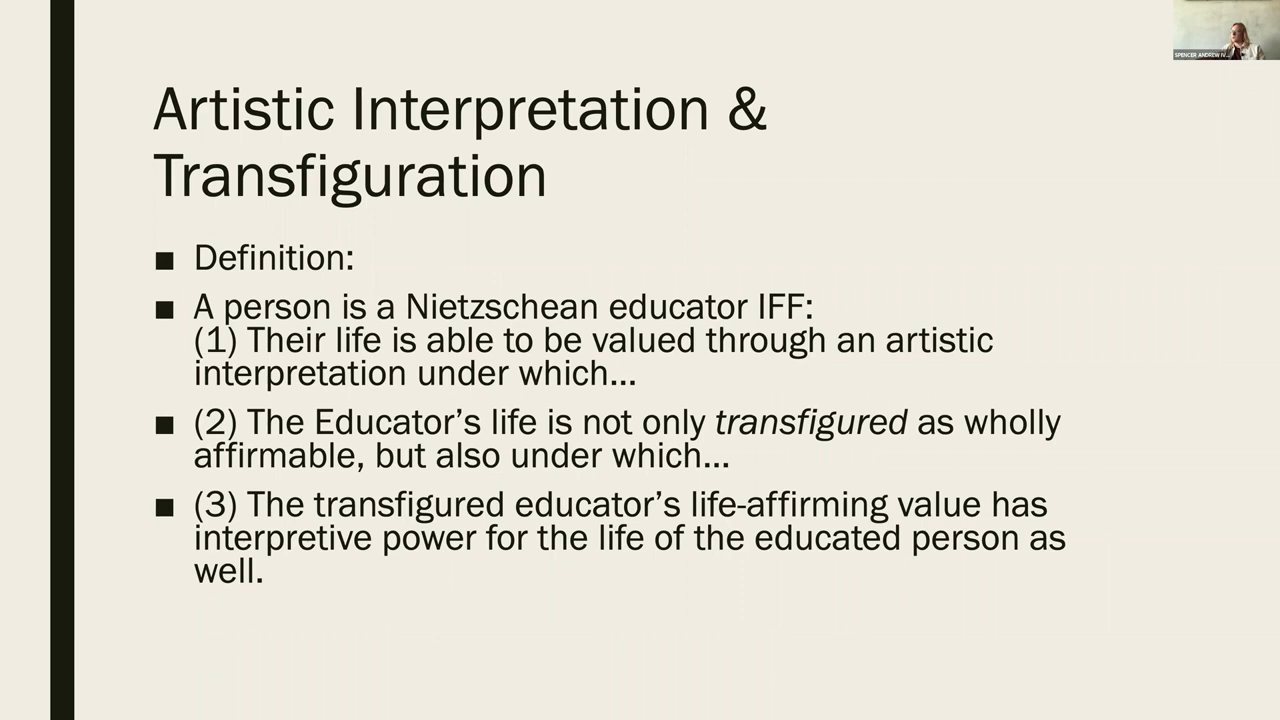 Artistic Interpretation &
Transfiguration
SPENCER ANDREW IV...
■ Definition:
■ A person is a Nietzschean educator IFF:
(1) Their life is able to be valued through an artistic
interpretation under which...
■ (2) The Educator's life is not only transfigured as wholly
affirmable, but also under which...
■ (3) The transfigured educator's life-affirming value has
interpretive power for the life of the educated person as
well.